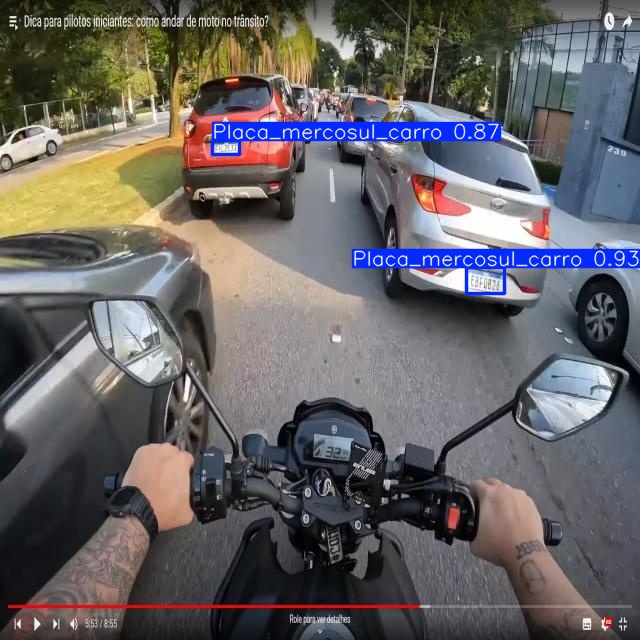 Dica para pilotos iniciantes: como andar de moto no trânsito?
Placa_mercosul_carro 0.87
239
Placa_mercosul_carro 0.93
32
5:53 / 8:55
Role para ver detalhes